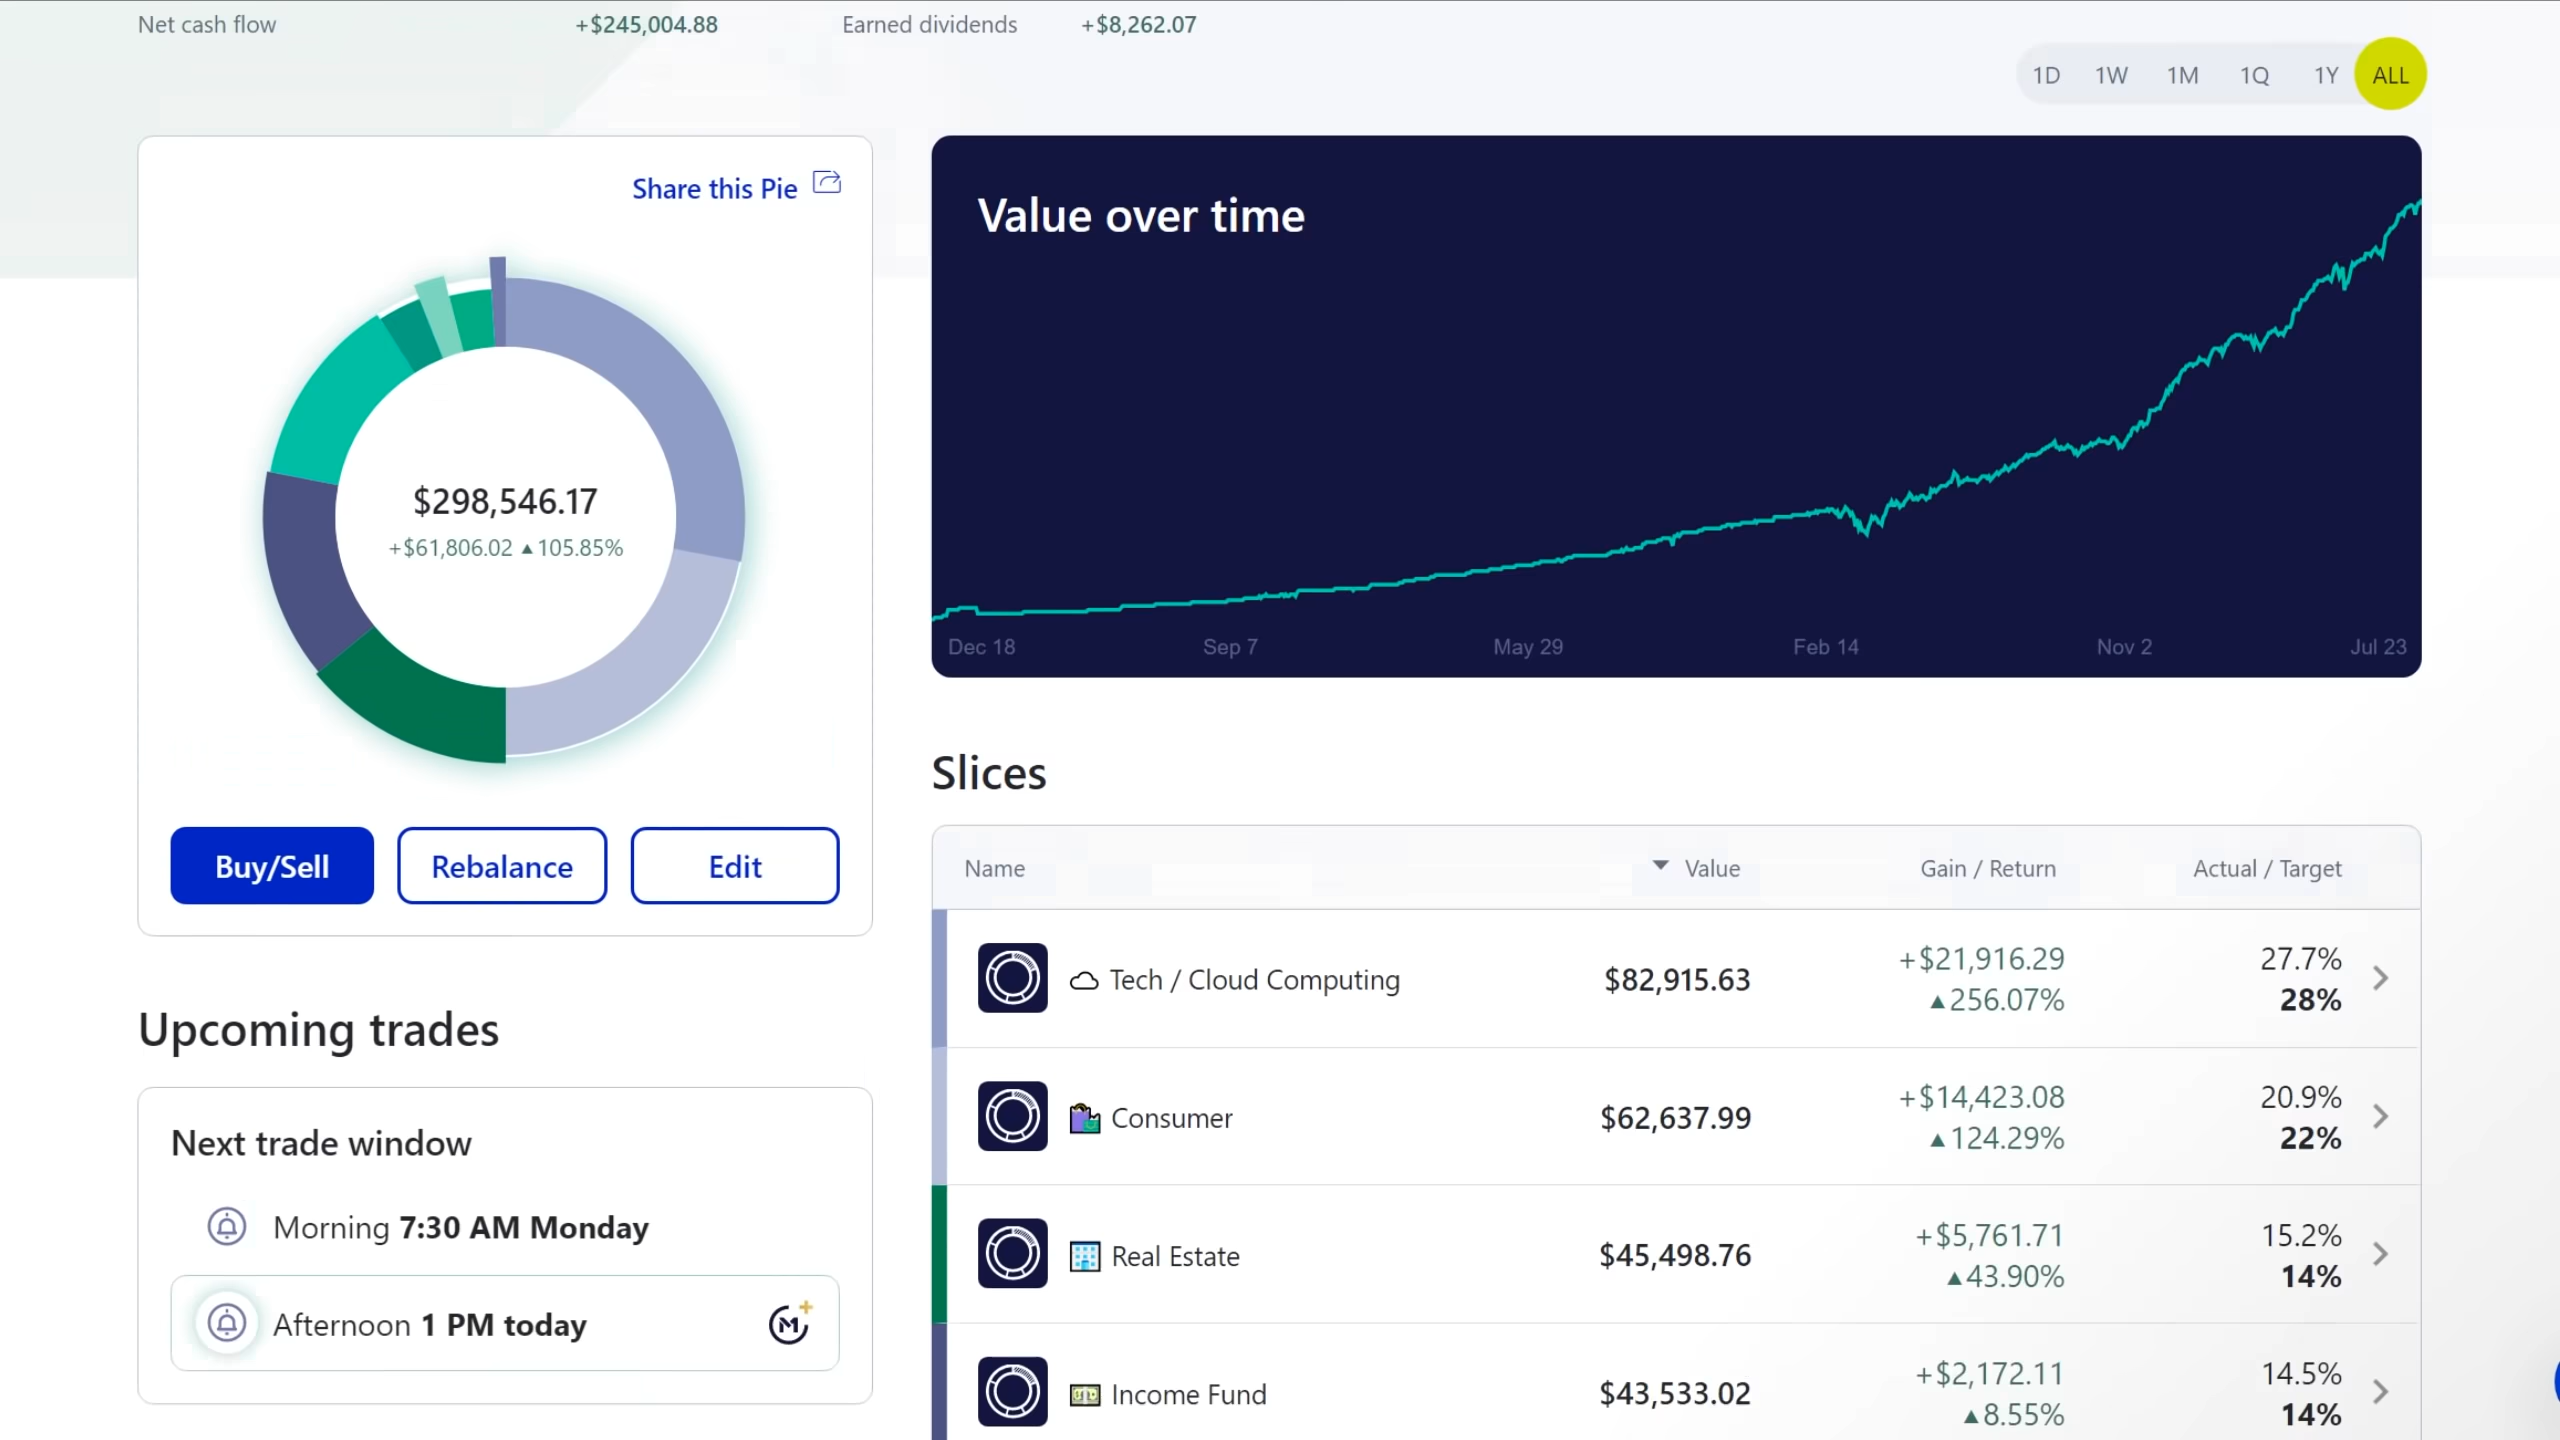 Net cash flow +$245,004.88 Earned dividends +$8,262.07
1D 1W 1M 1Q 1Y ALL
Share this Pie
$298,546.17
+$61,806.02 ▲105.85%
Buy/Sell Rebalance Edit
Value over time
Dec 18 Sep 7 May 29 Feb 14 Nov 2 Jul 23
Upcoming trades
Next trade window
Morning 7:30 AM Monday
Afternoon 1 PM today
M+
Slices
Name ▼ Value Gain / Return Actual / Target
Tech / Cloud Computing $82,915.63 +$21,916.29 27.7%
▲256.07% 28%
Consumer $62,637.99 +$14,423.08 20.9%
▲124.29% 22%
Real Estate $45,498.76 +$5,761.71 15.2%
▲43.90% 14%
Income Fund $43,533.02 +$2,172.11 14.5%
▲8.55% 14%